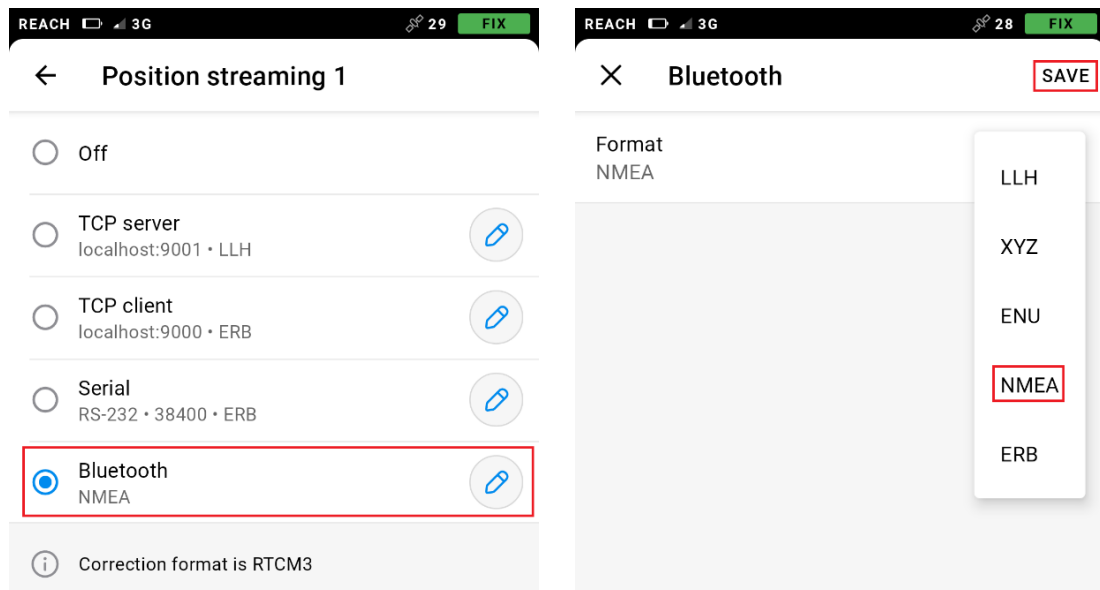 REACH 3G 29 FIX
Position streaming 1
Off
TCP server
localhost:9001 • LLH
TCP client
localhost:9000 • ERB
Serial
RS-232 • 38400 • ERB
Bluetooth
NMEA
Correction format is RTCM3
REACH 3G 28 FIX
Bluetooth SAVE
Format
NMEA
LLH
XYZ
ENU
NMEA
ERB